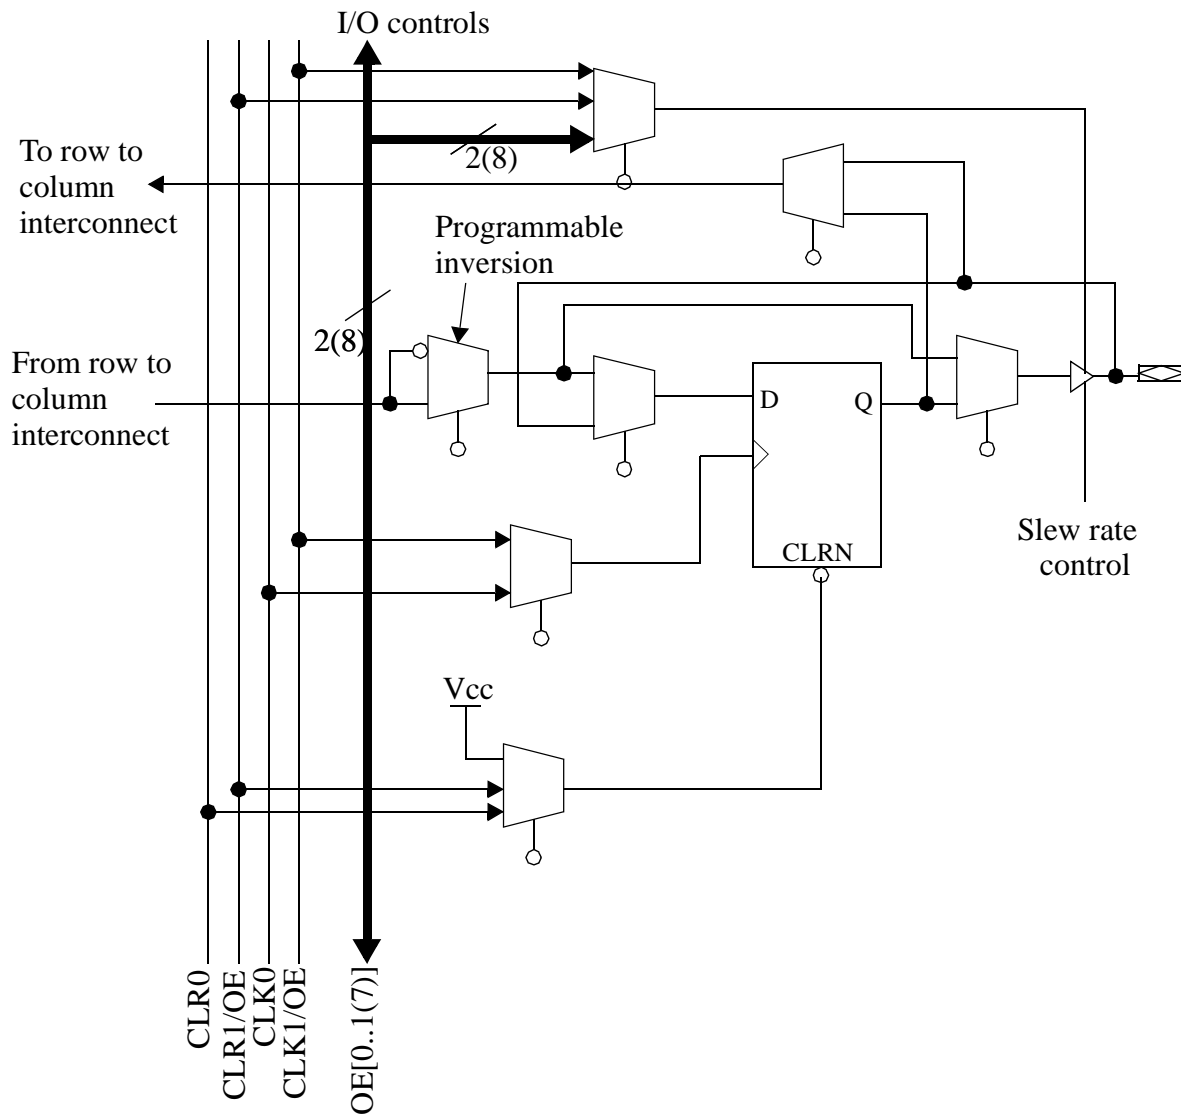 I/O controls
To row to
column
interconnect
2(8)
Programmable
inversion
2(8)
From row to
column
interconnect
D
Q
Slew rate
control
CLRN
Vcc
CLR0
CLR1/OE
CLK0
CLK1/OE
OE[0..1(7)]